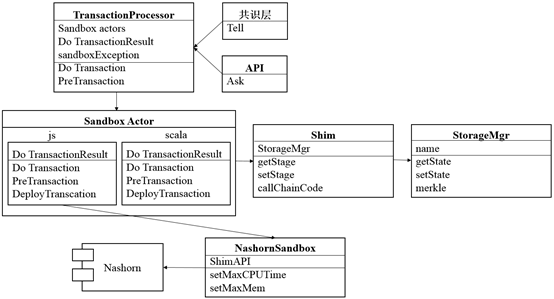 TransactionProcessor
Sandbox actors
Do TransactionResult
sandboxException
Do Transaction
PreTransaction
共识层
Tell
API
Ask
Sandbox Actor
js
Do TransactionResult
Do Transaction
PreTransaction
DeployTranscation
scala
Do TransactionResult
Do Transaction
PreTransaction
DeployTransaction
Shim
StorageMgr
getStage
setStage
callChainCode
StorageMgr
name
getState
setState
merkle
Nashorn
NashornSandbox
ShimAPI
setMaxCPUTime
setMaxMem